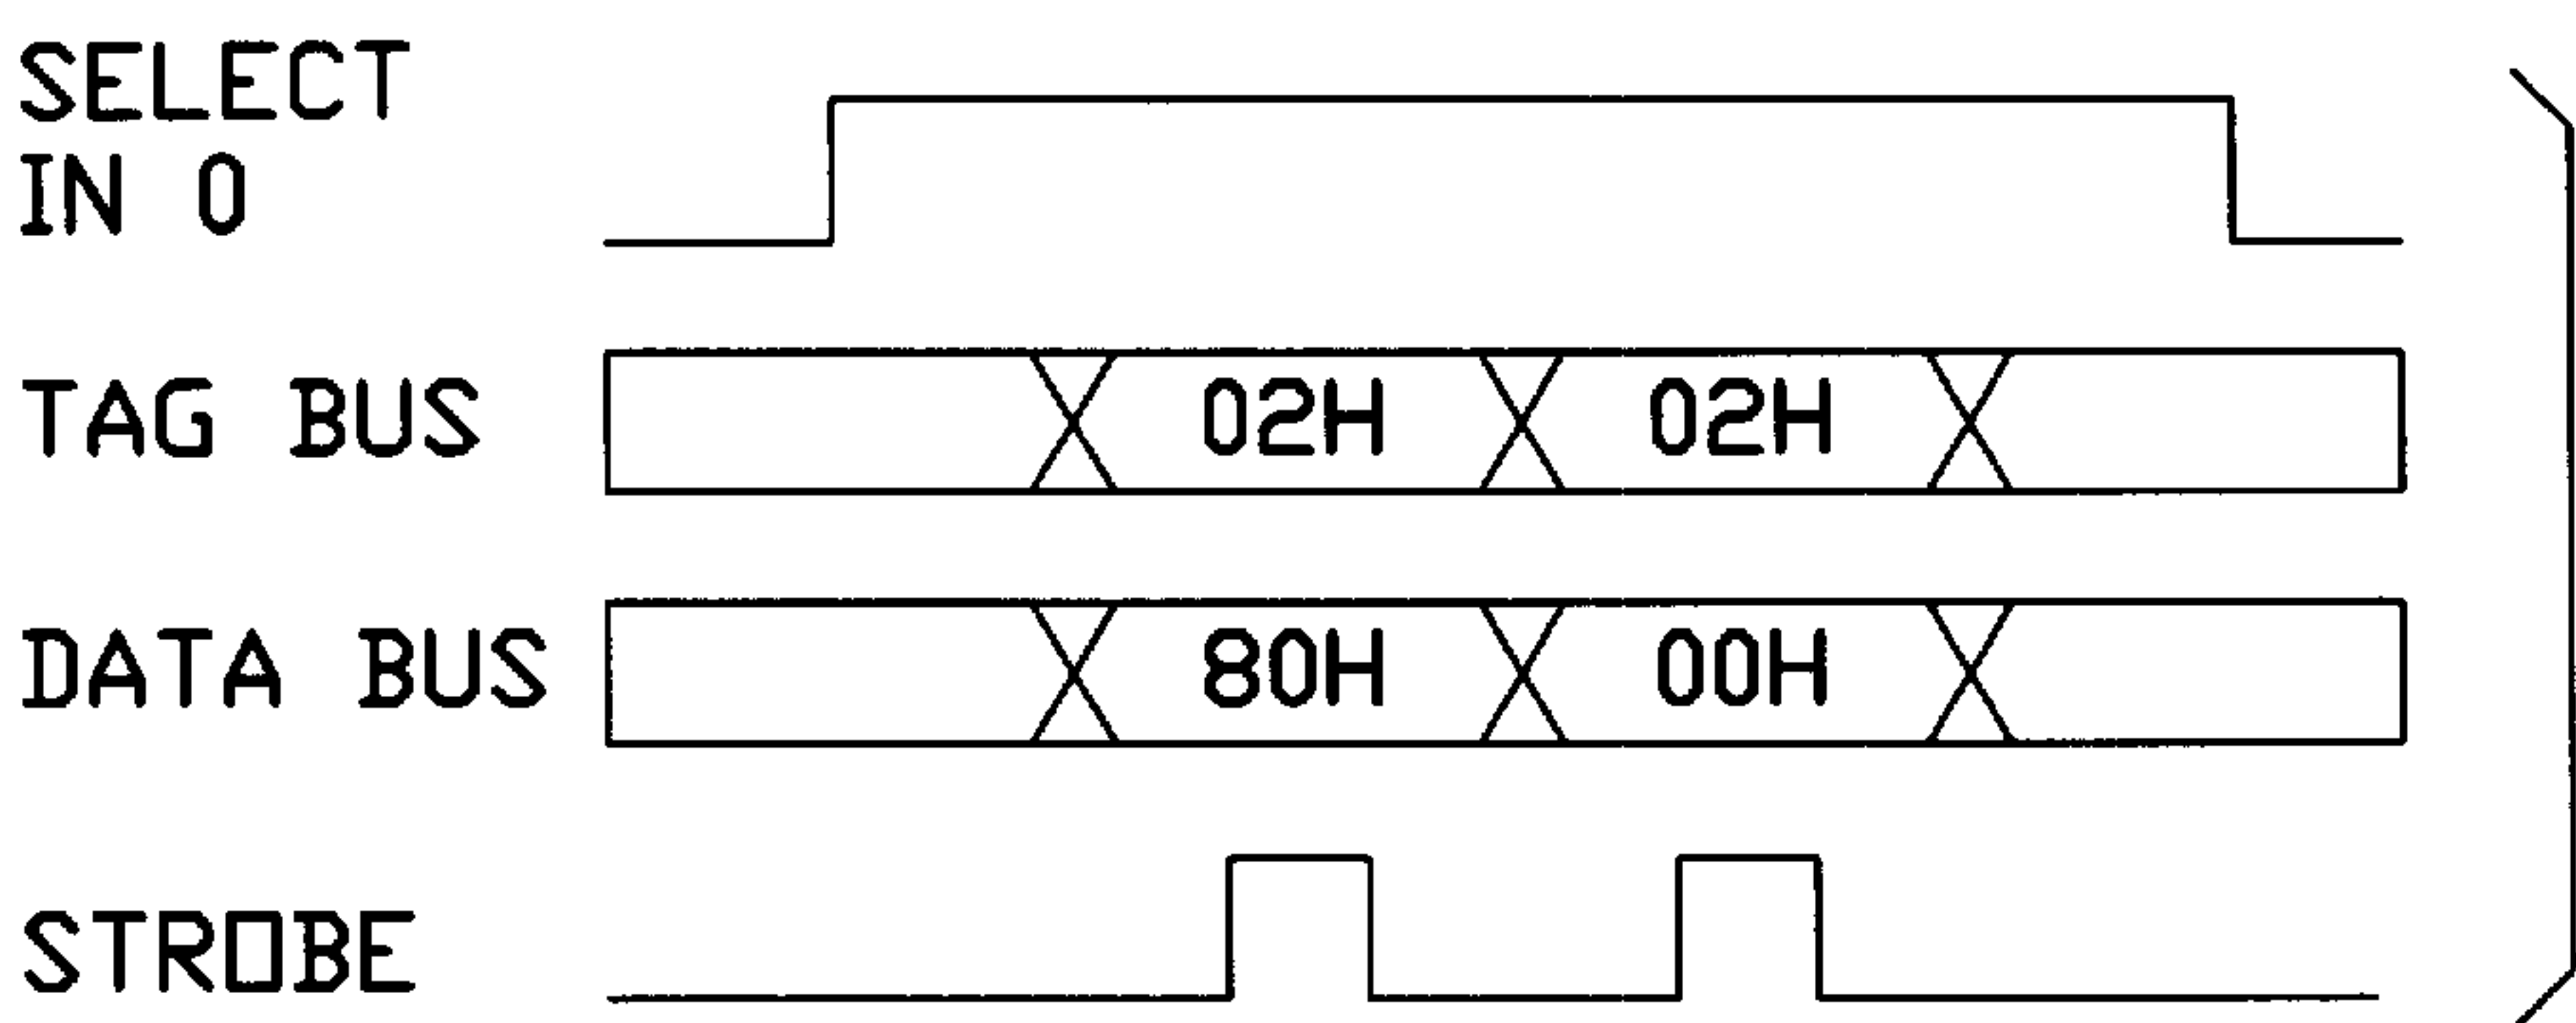 SELECT
IN 0
TAG BUS 02H 02H
DATA BUS 80H 00H
STROBE